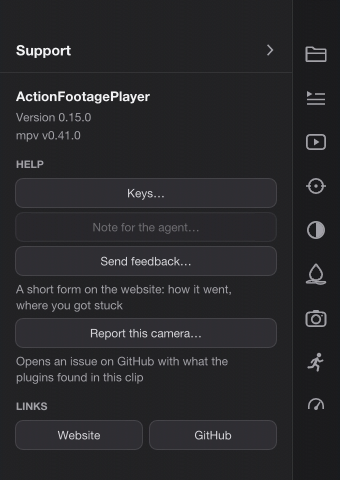 Support
ActionFootagePlayer
Version 0.15.0
mpv v0.41.0
HELP
Keys…
Note for the agent…
Send feedback…
A short form on the website: how it went,
where you got stuck
Report this camera…
Opens an issue on GitHub with what the
plugins found in this clip
LINKS
Website
GitHub